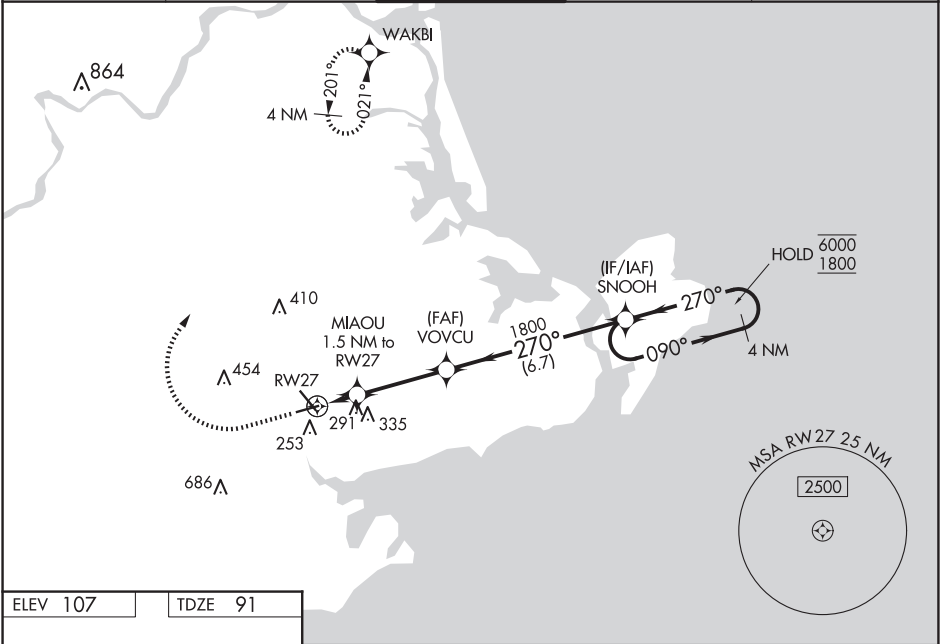 WAKBI
864
201°
021°
4 NM
HOLD 6000
1800
(IF/IAF)
SNOOH
270°
090°
4 NM
410
MIAOU
1.5 NM to
RW27
(FAF)
VOVCU
1800
270°
(6.7)
454
RW27
291
335
253
686
MSA RW27 25 NM
2500
ELEV 107
TDZE 91